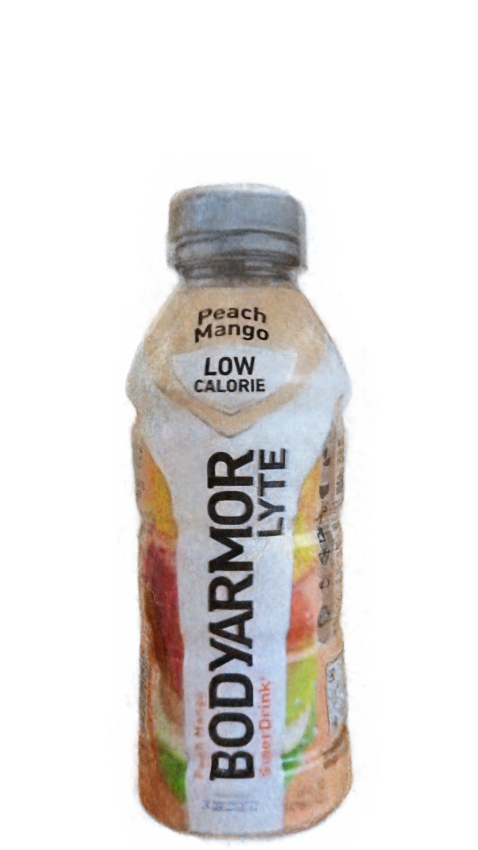 Peach
Mango
LOW
CALORIE
BODYARMOR
LYTE
Peach Mango
SuperDrink